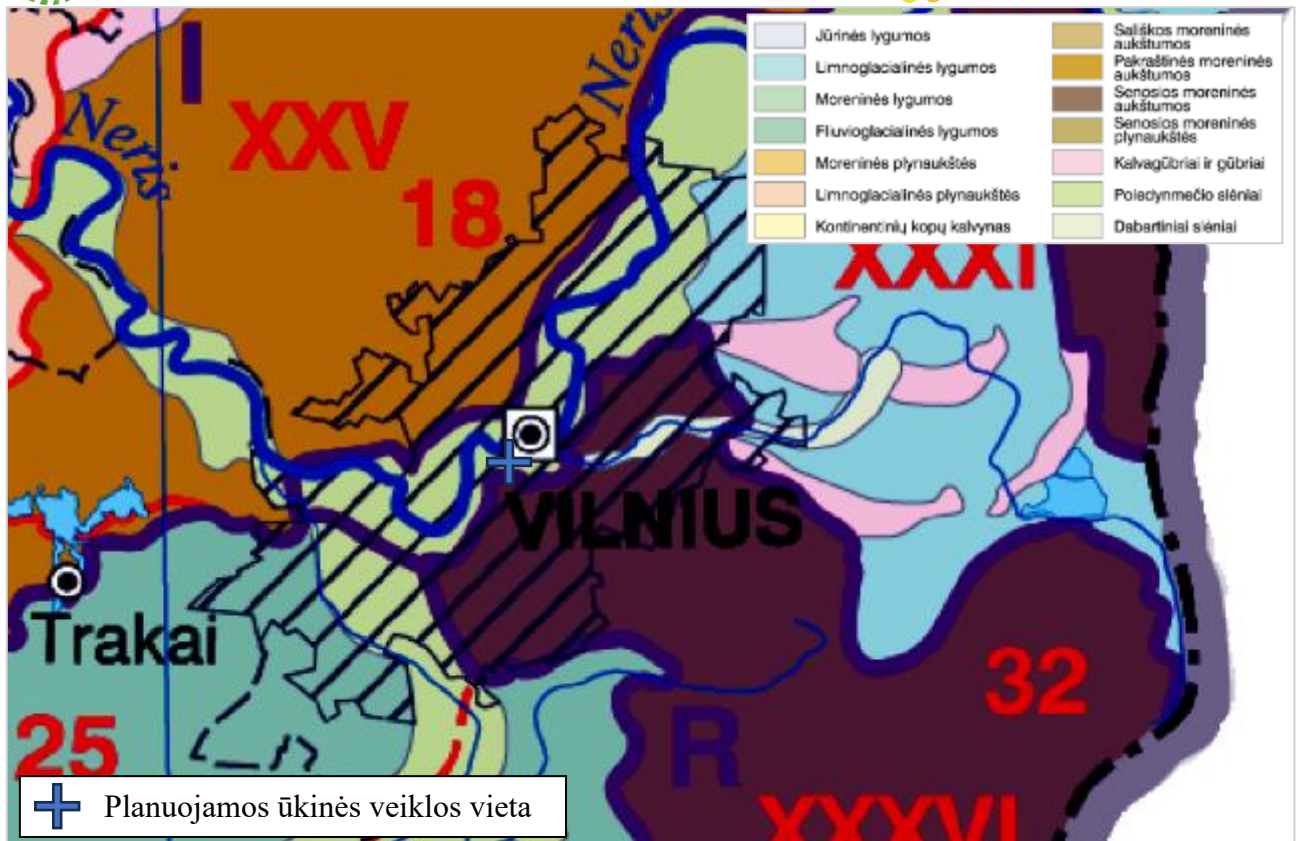 Jūrinės lygumos
Limnoglacialinės lygumos
Moreninės lygumos
Fliuvioglacialinės lygumos
Moreninės plynaukštės
Limnoglacialinės plynaukštės
Kontinentinių kopų kalvynas
Sališkos moreninės
aukštumos
Pakraštinės moreninės
aukštumos
Senosios moreninės
aukštumos
Senosios moreninės
plynaukštės
Kalvagūbriai ir gūbriai
Poledynmečio slėniai
Dabartiniai slėniai
I
Neris
Neris
XXV
18
XXXI
VILNIUS
Trakai
32
25
R
XXXVI
Planuojamos ūkinės veiklos vieta